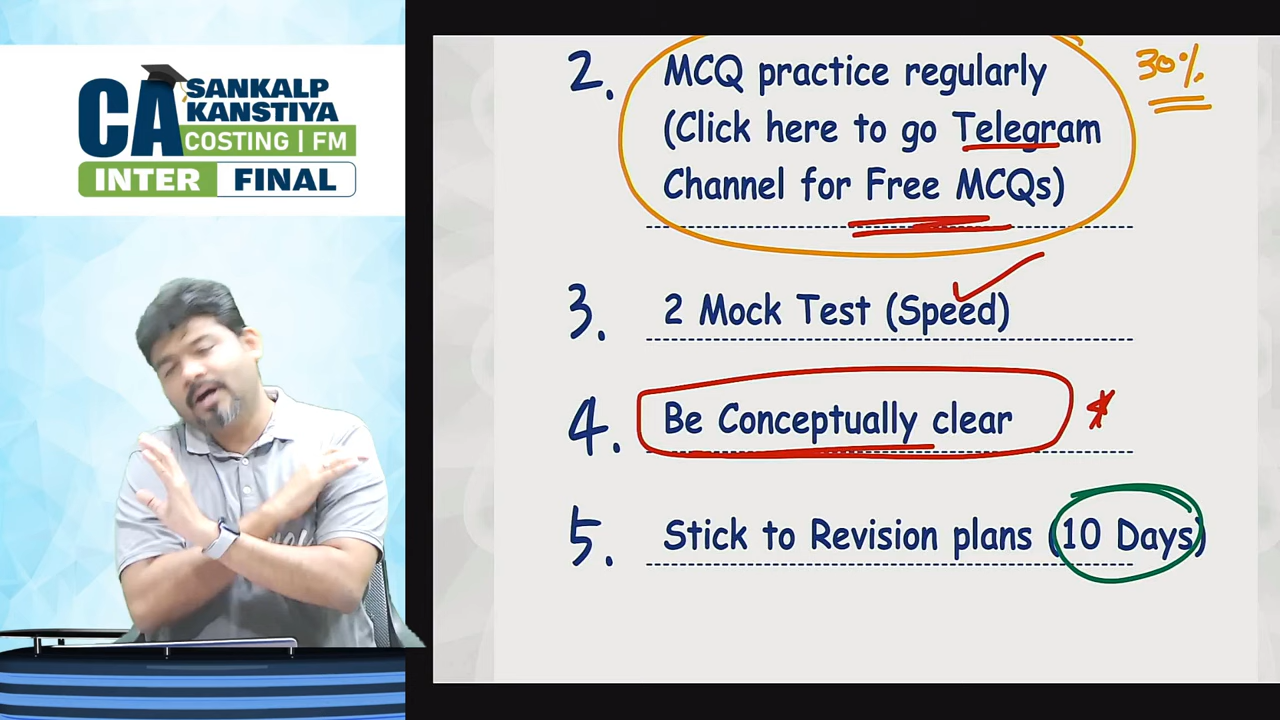 CA SANKALP
KANSTIYA
COSTING | FM
INTER FINAL
2. MCQ practice regularly
(Click here to go Telegram
Channel for Free MCQs)
30%
3. 2 Mock Test (Speed)
4. Be Conceptually clear
5. Stick to Revision plans (10 Days)